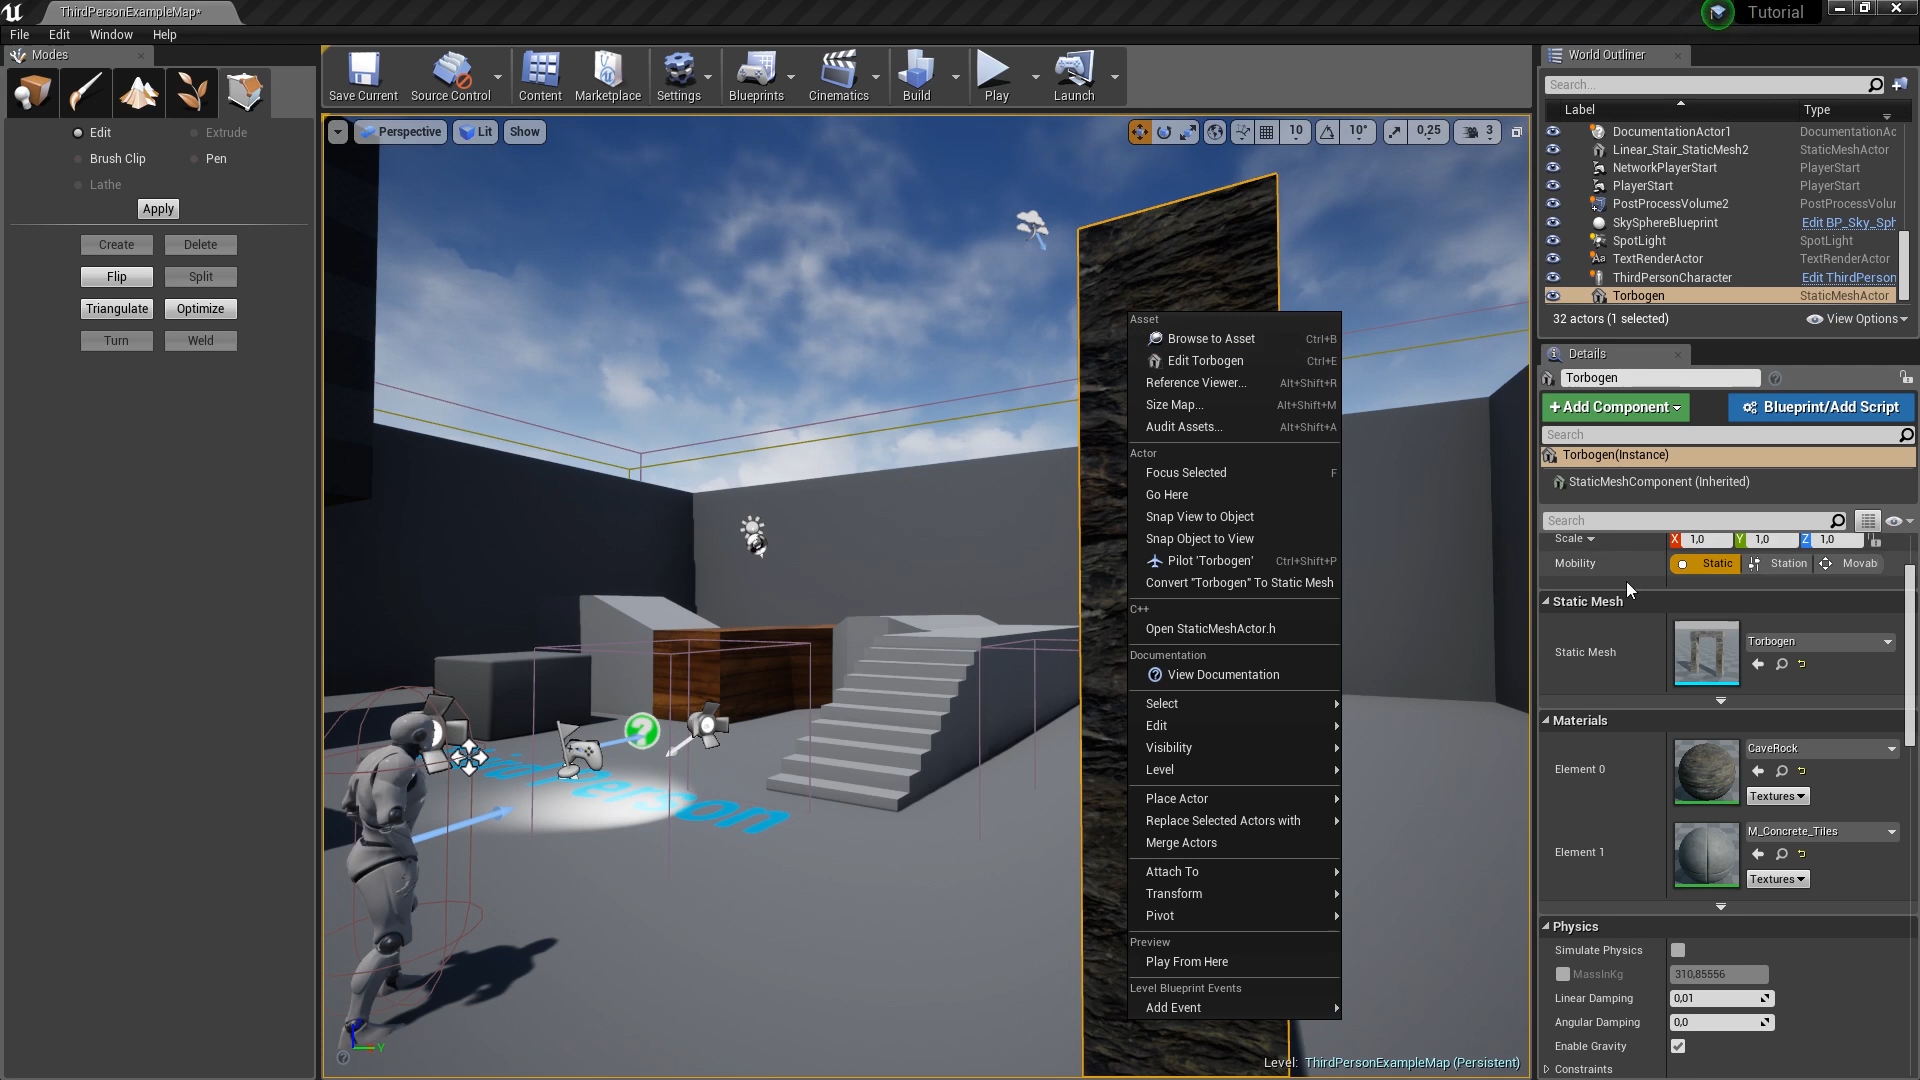 ThirdPersonExampleMap*
Tutorial
File Edit Window Help
Modes
Edit
Extrude
Brush Clip
Pen
Lathe
Apply
Create
Delete
Flip
Split
Triangulate
Optimize
Turn
Weld
Save Current
Source Control
Content
Marketplace
Settings
Blueprints
Cinematics
Build
Play
Launch
Perspective
Lit
Show
10
10°
0,25
3
Asset
Browse to Asset Ctrl+B
Edit Torbogen Ctrl+E
Reference Viewer... Alt+Shift+R
Size Map... Alt+Shift+M
Audit Assets... Alt+Shift+A
Actor
Focus Selected F
Go Here
Snap View to Object
Snap Object to View
Pilot 'Torbogen' Ctrl+Shift+P
Convert "Torbogen" To Static Mesh
C++
Open StaticMeshActor.h
Documentation
View Documentation
Select
Edit
Visibility
Level
Place Actor
Replace Selected Actors with
Merge Actors
Attach To
Transform
Pivot
Preview
Play From Here
Level Blueprint Events
Add Event
Y
Level: ThirdPersonExampleMap (Persistent)
World Outliner
Search...
Label Type
DocumentationActor1 DocumentationAc
Linear_Stair_StaticMesh2 StaticMeshActor
NetworkPlayerStart PlayerStart
PlayerStart PlayerStart
PostProcessVolume2 PostProcessVolur
SkySphereBlueprint Edit BP_Sky_Sph
SpotLight SpotLight
TextRenderActor TextRenderActor
ThirdPersonCharacter Edit ThirdPerson
Torbogen StaticMeshActor
32 actors (1 selected)
View Options
Details
Torbogen
+Add Component
Blueprint/Add Script
Search
Torbogen(Instance)
StaticMeshComponent (Inherited)
Search
Scale X 1,0 Y 1,0 Z 1,0
Mobility Static Station Movab
Static Mesh
Static Mesh
Torbogen
Materials
Element 0
CaveRock
Textures
Element 1
M_Concrete_Tiles
Textures
Physics
Simulate Physics
MassInKg 310,85556
Linear Damping 0,01
Angular Damping 0,0
Enable Gravity
Constraints